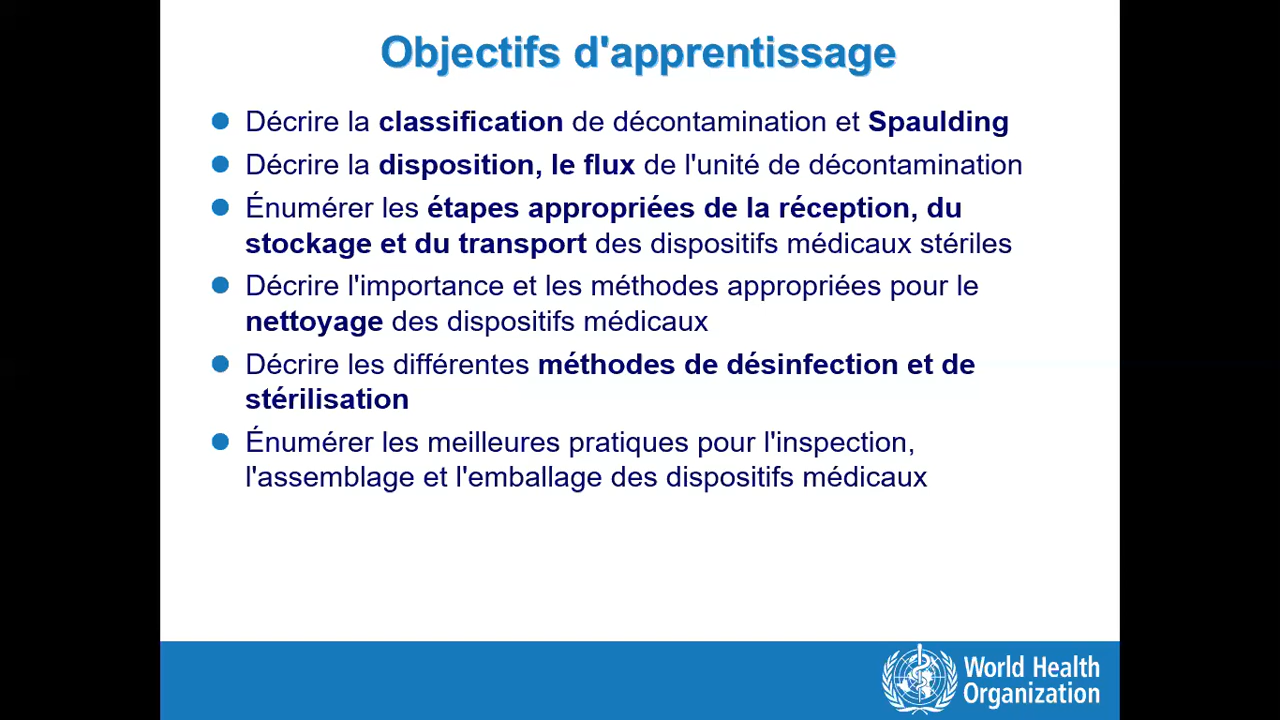 Objectifs d'apprentissage
Décrire la classification de décontamination et Spaulding
Décrire la disposition, le flux de l'unité de décontamination
Énumérer les étapes appropriées de la réception, du
stockage et du transport des dispositifs médicaux stériles
Décrire l'importance et les méthodes appropriées pour le
nettoyage des dispositifs médicaux
Décrire les différentes méthodes de désinfection et de
stérilisation
Énumérer les meilleures pratiques pour l'inspection,
l'assemblage et l'emballage des dispositifs médicaux
World Health
Organization